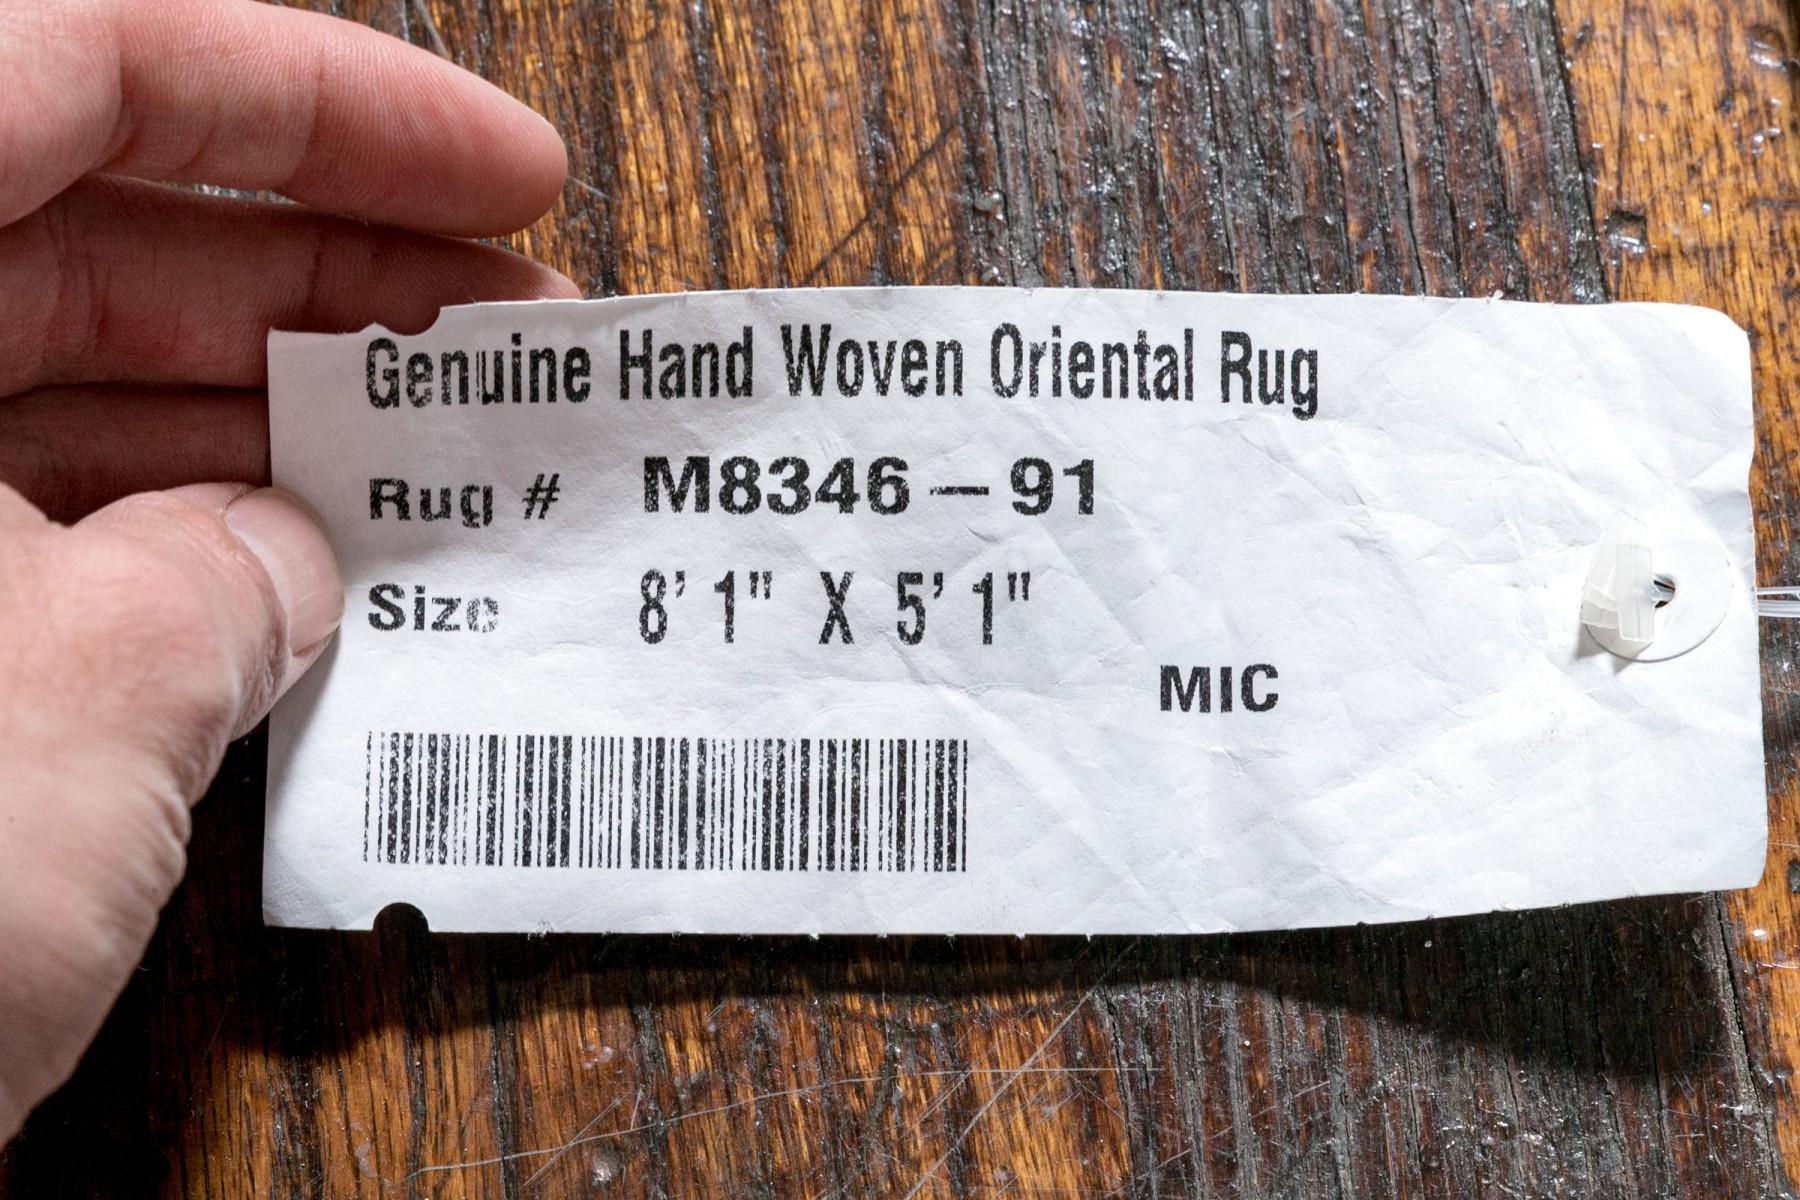 Genuine Hand Woven Oriental Rug
Rug # M8346 – 91
Size 8' 1" X 5' 1"
MIC